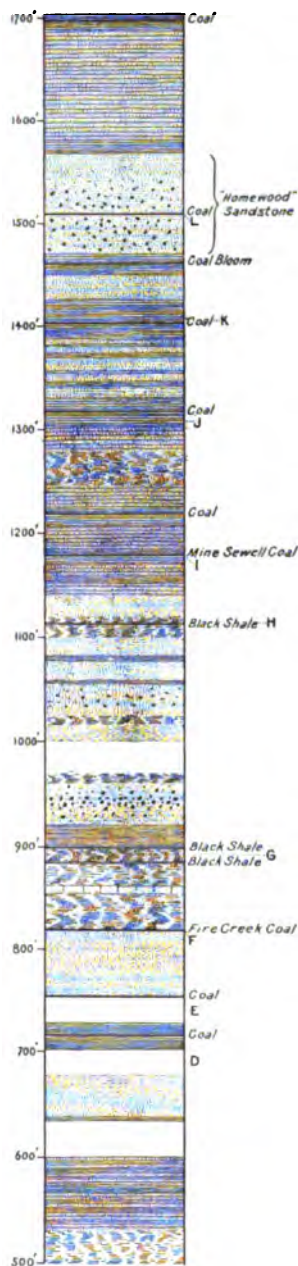 1700'
Coal
1600'
"Homewood"
Sandstone
Coal
L
1500'
Coal Bloom
1400'
Coal-K
Coal
J
1300'
Coal
1200'
Mine Sewell Coal
I
Black Shale-H
1100'
1000'
900'
Black Shale
G
Black Shale
Fire Creek Coal
F
800'
Coal
E
Coal
700'
D
600'
500'